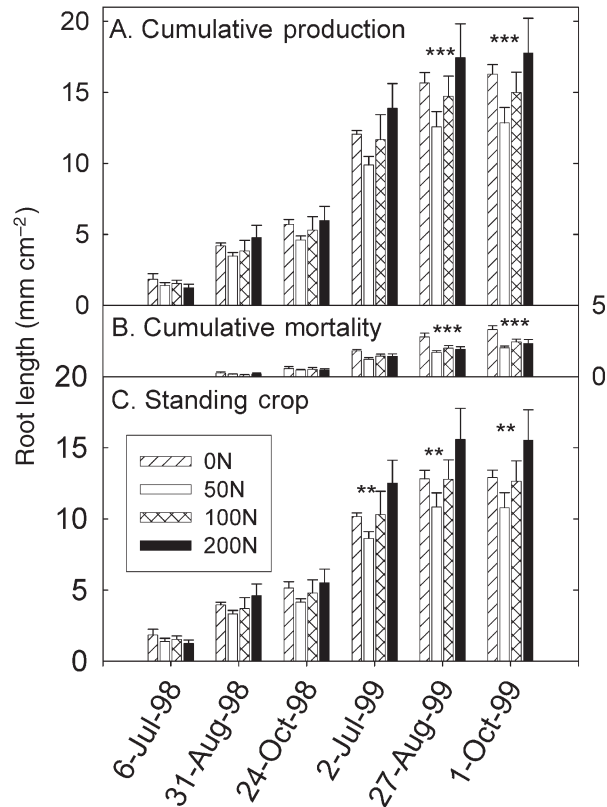 20
A. Cumulative production
***
***
15
10
5
0
5
B. Cumulative mortality
***
***
0
20
C. Standing crop
15
**
**
**
0N
50N
100N
200N
10
5
0
Root length (mm cm⁻²)
6-Jul-98
31-Aug-98
24-Oct-98
2-Jul-99
27-Aug-99
1-Oct-99